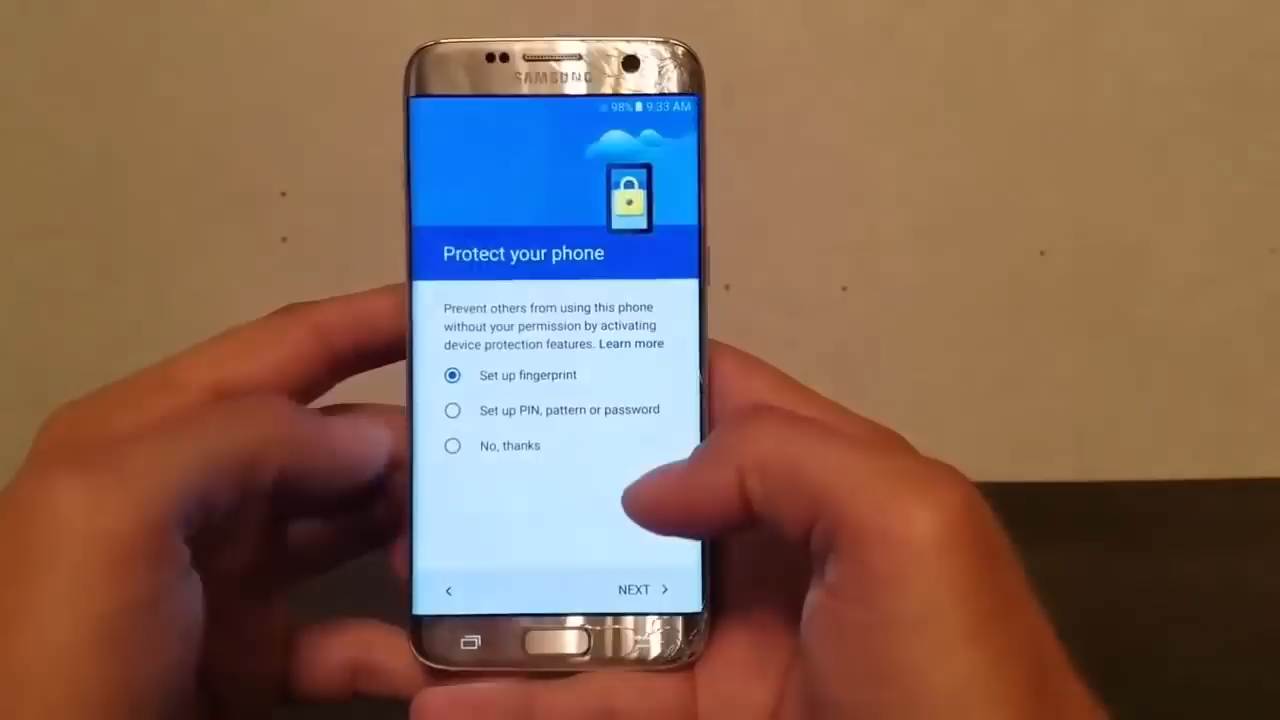 SAMSUNG
98% 9:33 AM
Protect your phone
Prevent others from using this phone
without your permission by activating
device protection features. Learn more
Set up fingerprint
Set up PIN, pattern or password
No, thanks
< NEXT >